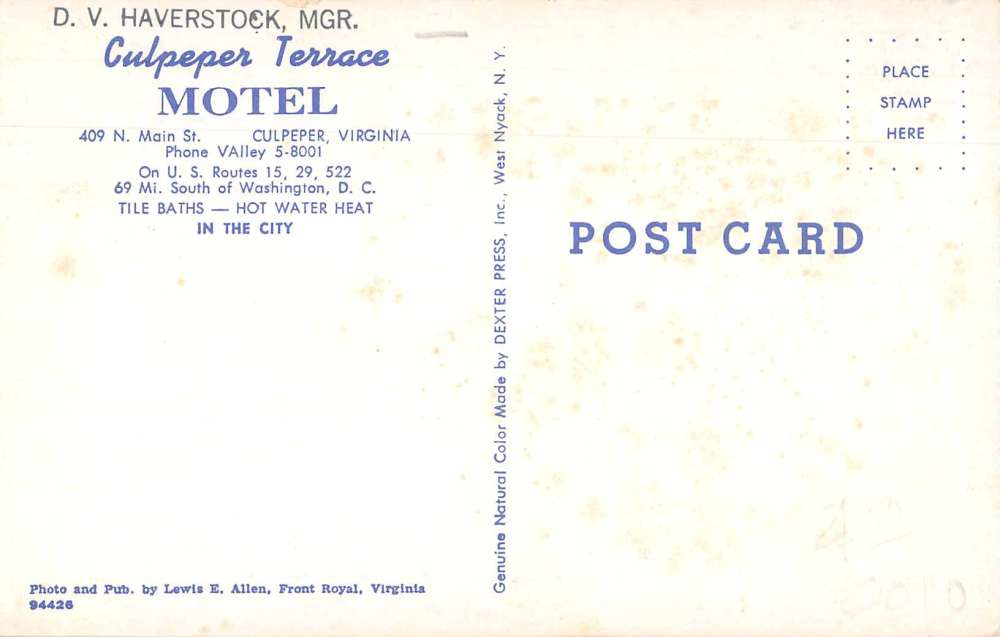 D. V. HAVERSTOCK, MGR.
Culpeper Terrace
MOTEL
409 N. Main St. CULPEPER, VIRGINIA
Phone VAlley 5-8001
On U. S. Routes 15, 29, 522
69 Mi. South of Washington, D. C.
TILE BATHS — HOT WATER HEAT
IN THE CITY
Photo and Pub. by Lewis E. Allen, Front Royal, Virginia
94426
Genuine Natural Color Made by DEXTER PRESS, Inc., West Nyack, N. Y.
PLACE
STAMP
HERE
POST CARD